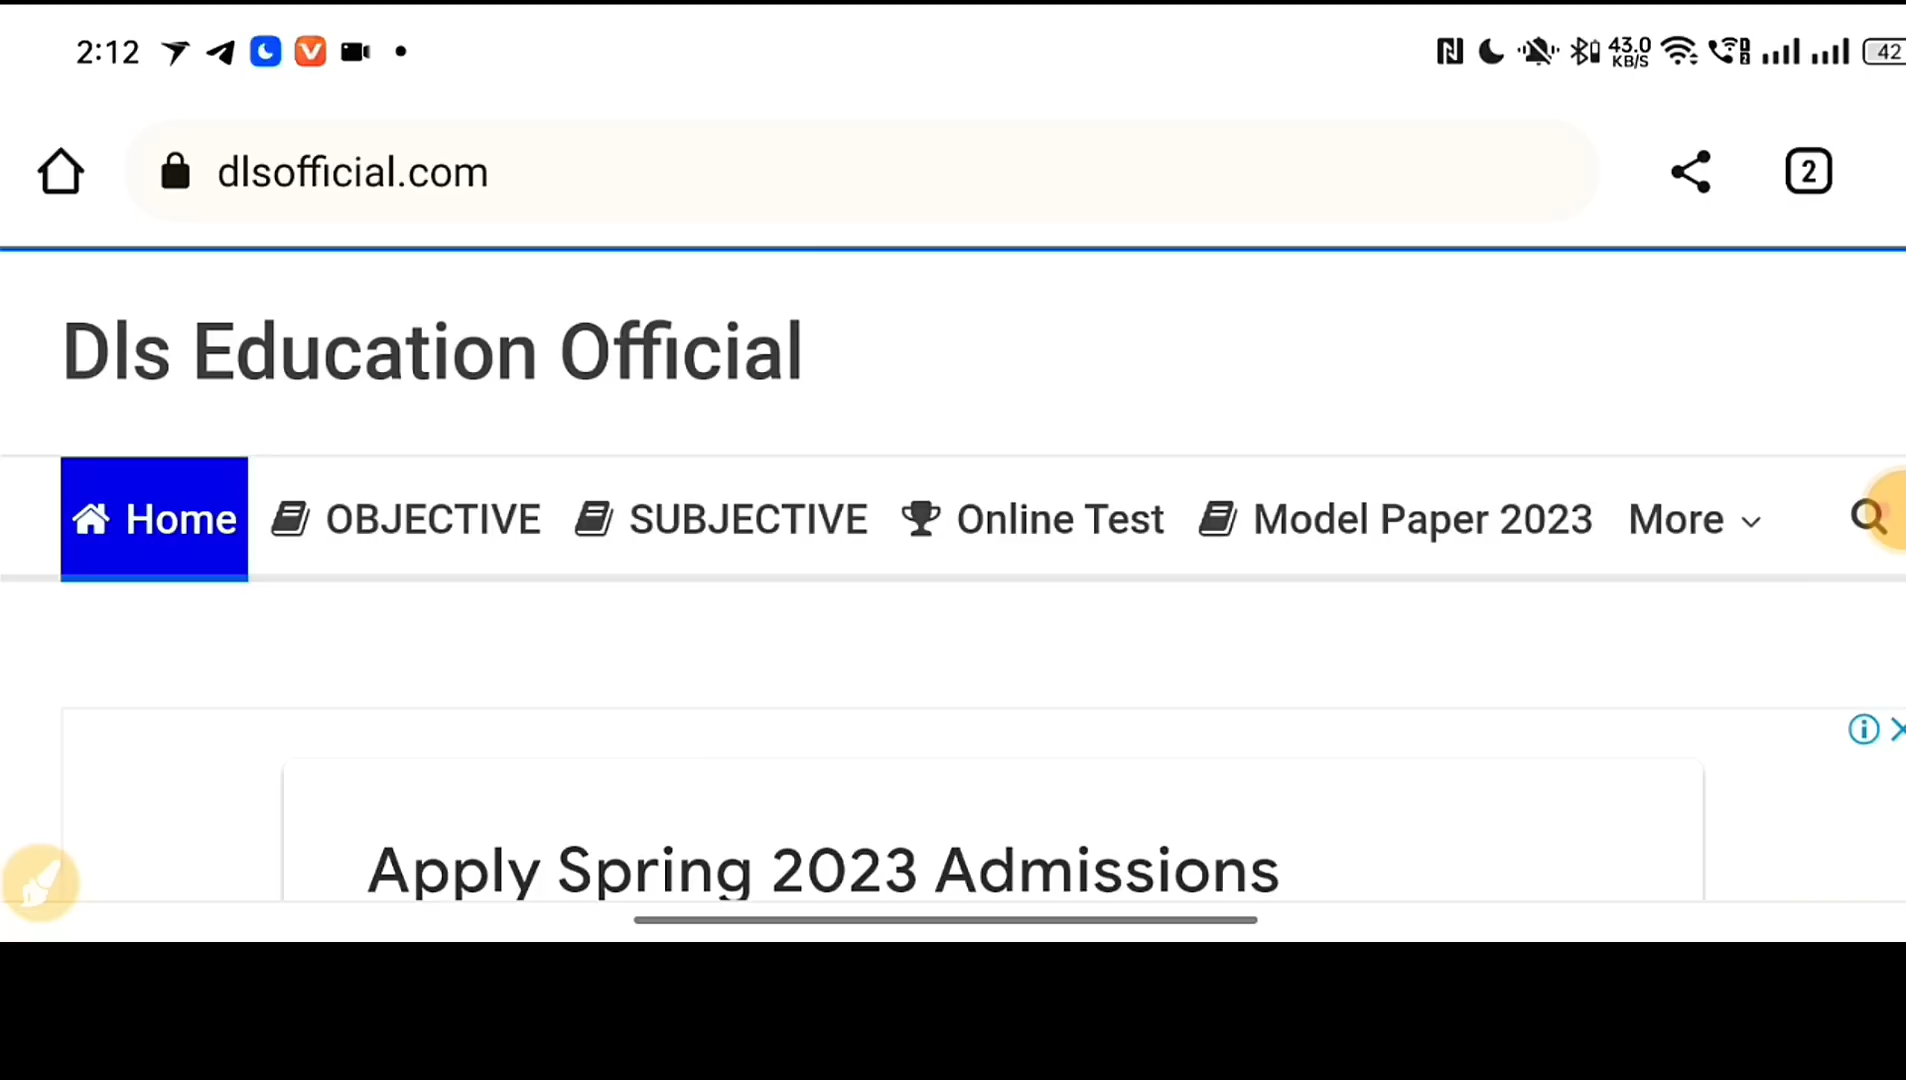 2:12
43.0
KB/S
42
dlsofficial.com
2
Dls Education Official
Home OBJECTIVE SUBJECTIVE Online Test Model Paper 2023 More
Apply Spring 2023 Admissions